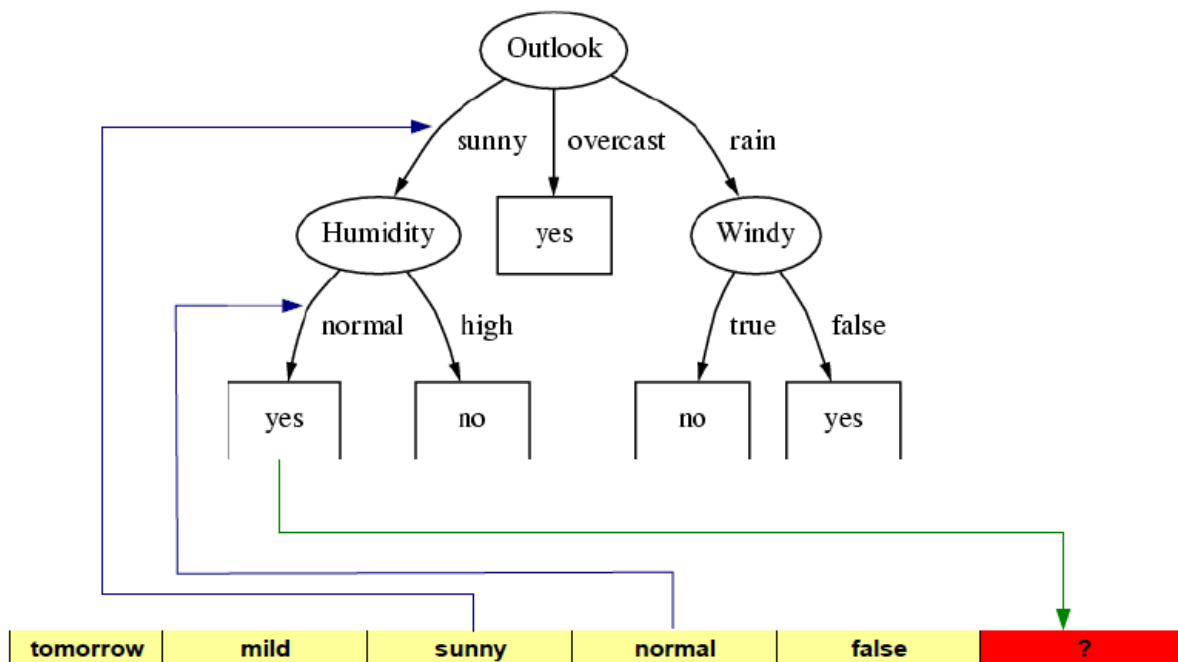 Outlook
sunny overcast rain
Humidity yes Windy
normal high true false
yes no no yes
tomorrow mild sunny normal false ?